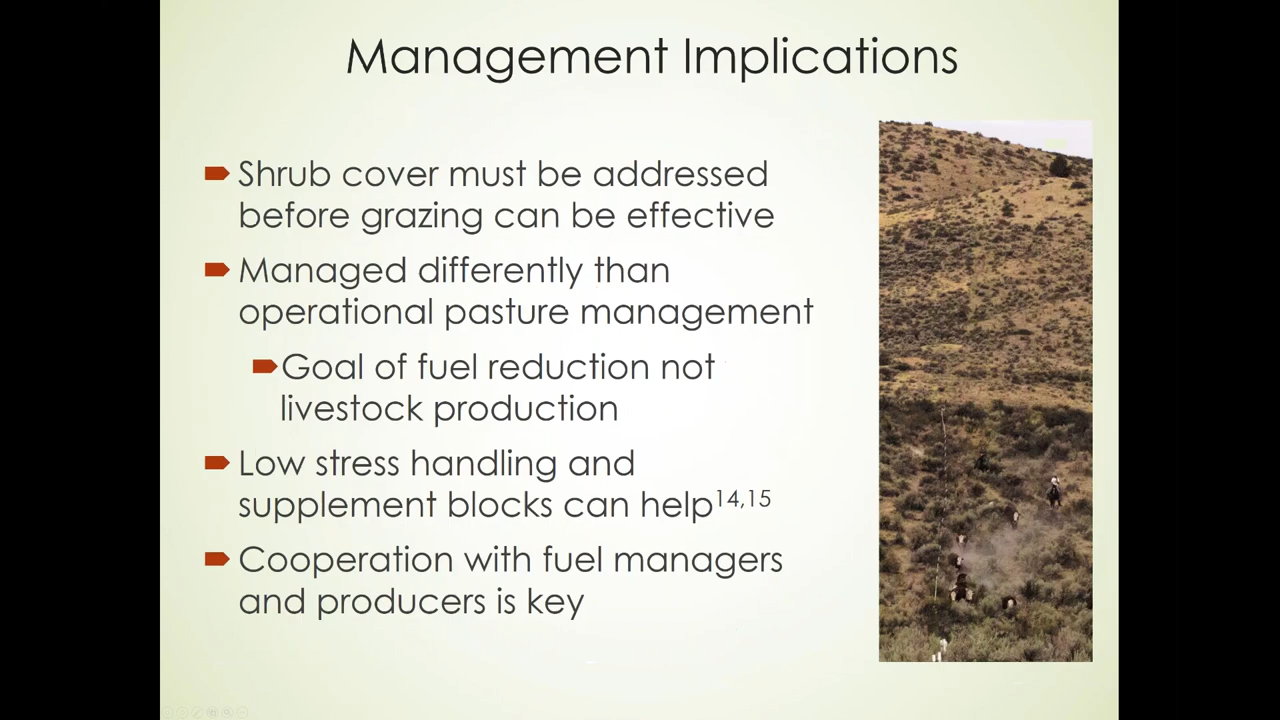 Management Implications
Shrub cover must be addressed
before grazing can be effective
Managed differently than
operational pasture management
Goal of fuel reduction not
livestock production
Low stress handling and
supplement blocks can help14,15
Cooperation with fuel managers
and producers is key